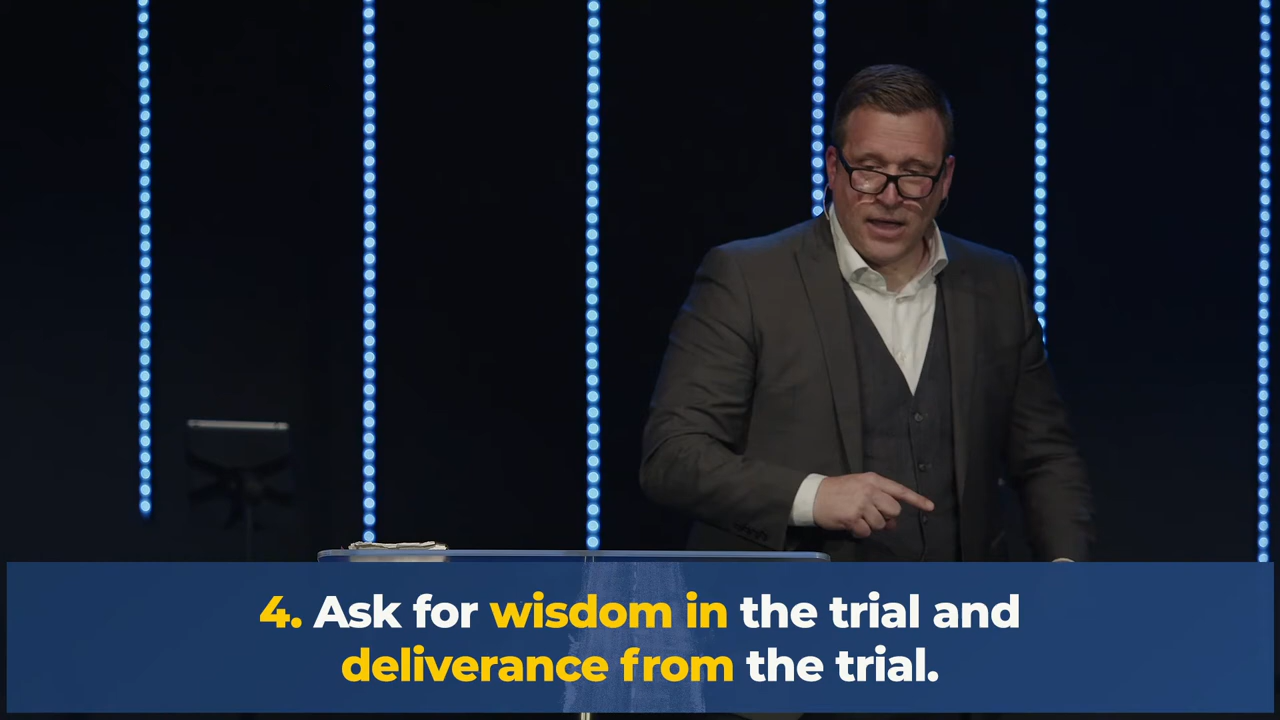 4. Ask for wisdom in the trial and
deliverance from the trial.